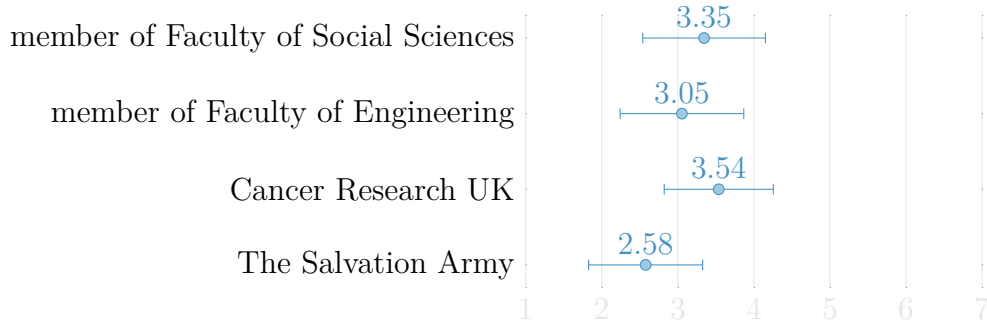 member of Faculty of Social Sciences 3.35
member of Faculty of Engineering 3.05
Cancer Research UK 3.54
The Salvation Army 2.58
1 2 3 4 5 6 7